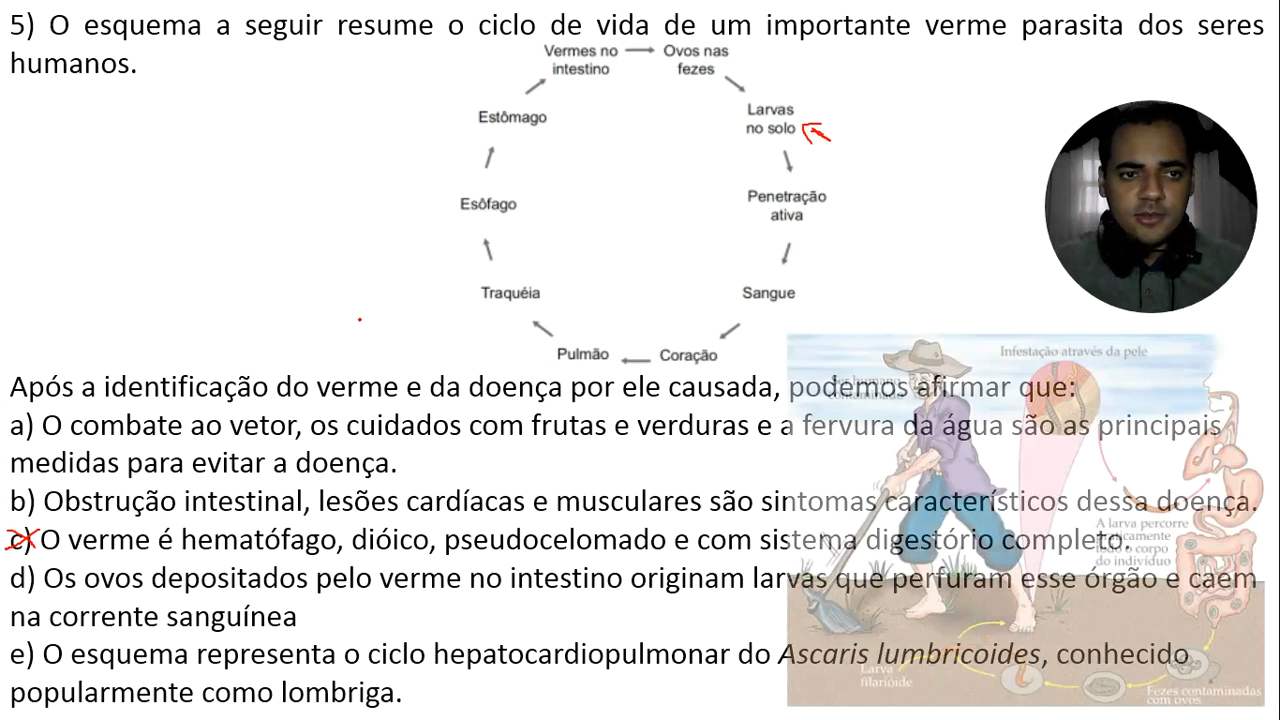 5) O esquema a seguir resume o ciclo de vida de um importante verme parasita dos seres
humanos.
Vermes no
intestino
Ovos nas
fezes
Larvas
no solo
Penetração
ativa
Sangue
Coração
Pulmão
Traquéia
Esôfago
Estômago
Após a identificação do verme e da doença por ele causada, podemos afirmar que:
a) O combate ao vetor, os cuidados com frutas e verduras e a fervura da água são as principais
medidas para evitar a doença.
b) Obstrução intestinal, lesões cardíacas e musculares são sintomas característicos dessa doença.
c) O verme é hematófago, dióico, pseudocelomado e com sistema digestório completo.
d) Os ovos depositados pelo verme no intestino originam larvas que perfuram esse órgão e caem
na corrente sanguínea
e) O esquema representa o ciclo hepatocardiopulmonar do Ascaris lumbricoides, conhecido
popularmente como lombriga.
Infestação através da pele
A larva percorre
o corpo
do indivíduo
Larva
filarióide
Fezes contaminadas
com ovos